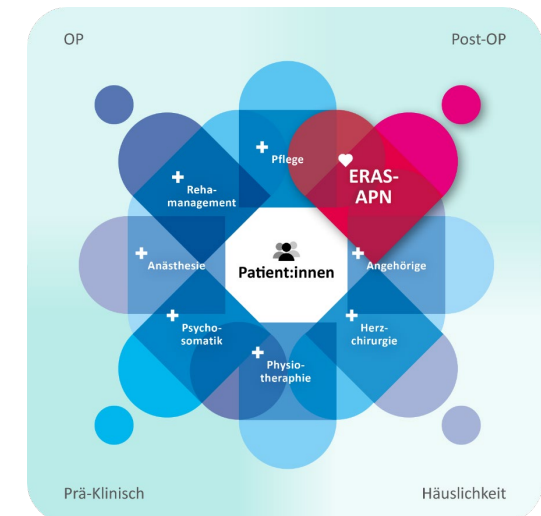 OP
Post-OP
Pflege
ERAS-
APN
Reha-
management
Anästhesie
Patient:innen
Angehörige
Psycho-
somatik
Herz-
chirurgie
Physio-
theraphie
Prä-Klinisch
Häuslichkeit